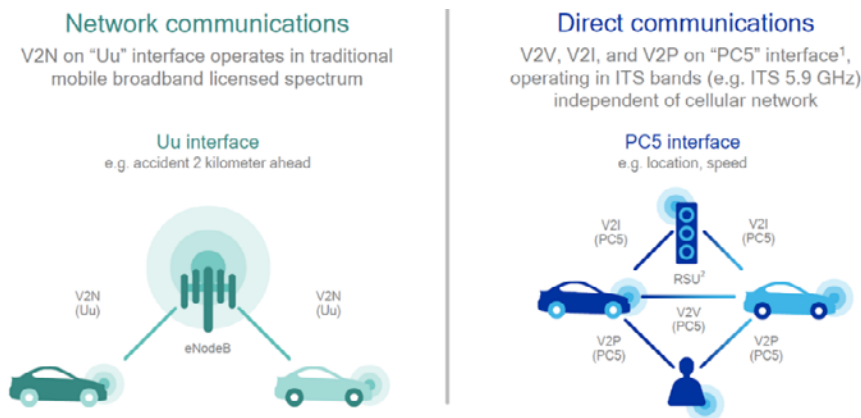 Network communications
V2N on “Uu” interface operates in traditional
mobile broadband licensed spectrum
Uu interface
e.g. accident 2 kilometer ahead
V2N
(Uu)
V2N
(Uu)
eNodeB
Direct communications
V2V, V2I, and V2P on “PC5” interface¹,
operating in ITS bands (e.g. ITS 5.9 GHz)
independent of cellular network
PC5 interface
e.g. location, speed
V2I
(PC5)
V2I
(PC5)
RSU²
V2V
(PC5)
V2P
(PC5)
V2P
(PC5)